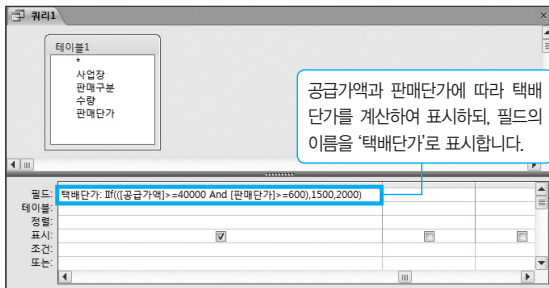 쿼리1
테이블1
*
사업장
판매구분
수량
판매단가
공급가액과 판매단가에 따라 택배
단가를 계산하여 표시하되, 필드의
이름을 ‘택배단가’로 표시합니다.
필드: 택배단가: IIf(([공급가액]>=40000 And [판매단가]>=600),1500,2000)
테이블:
정렬:
표시:
조건:
또는: